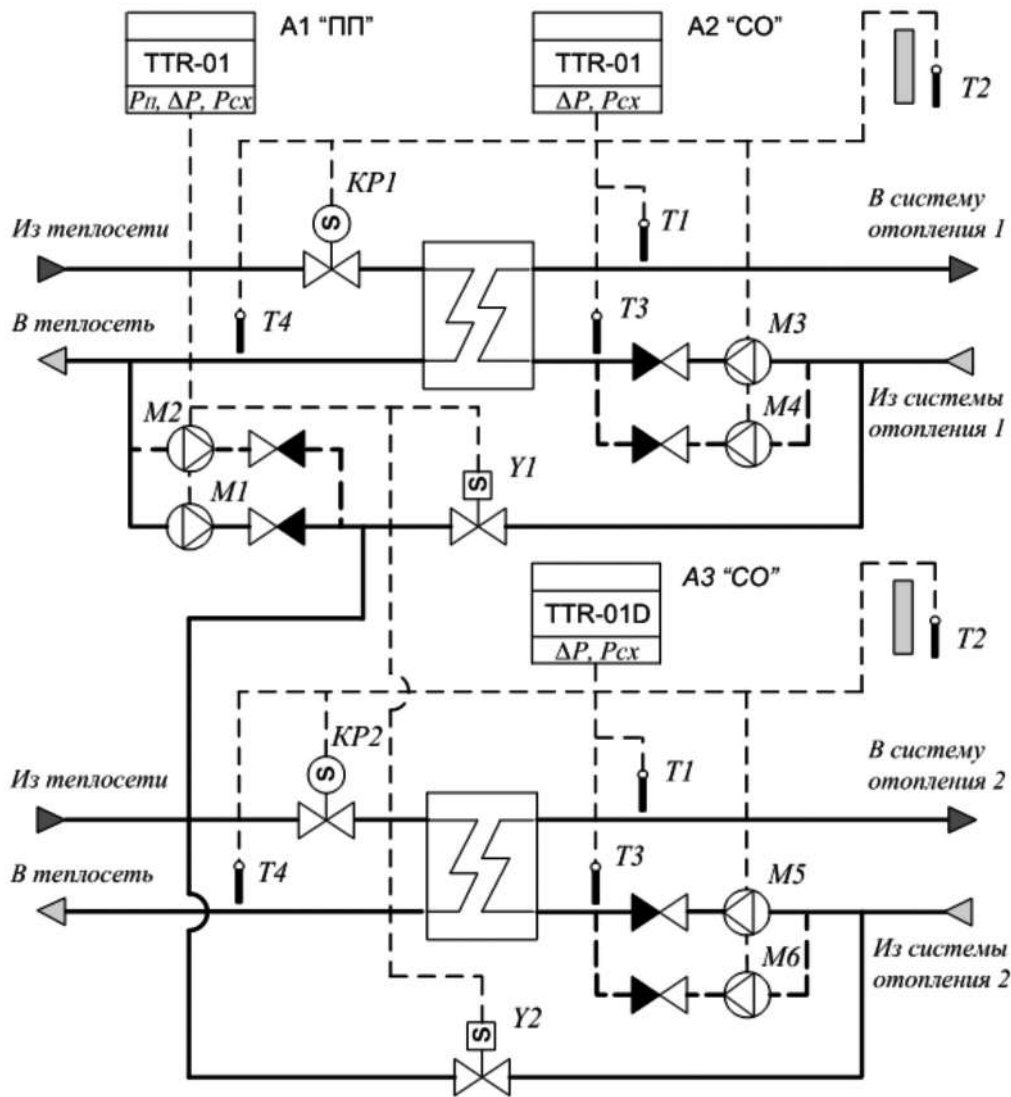 A1 "ПП"
TTR-01
PП, ΔP, Pсх
A2 "СО"
TTR-01
ΔP, Pсх
T2
КР1
S
T1
Из теплосети
В систему
отопления 1
В теплосеть
T4
T3
M3
M4
Из системы
отопления 1
M2
M1
S
Y1
A3 "СО"
TTR-01D
ΔP, Pсх
T2
КР2
S
T1
Из теплосети
В систему
отопления 2
В теплосеть
T4
T3
M5
M6
Из системы
отопления 2
S
Y2